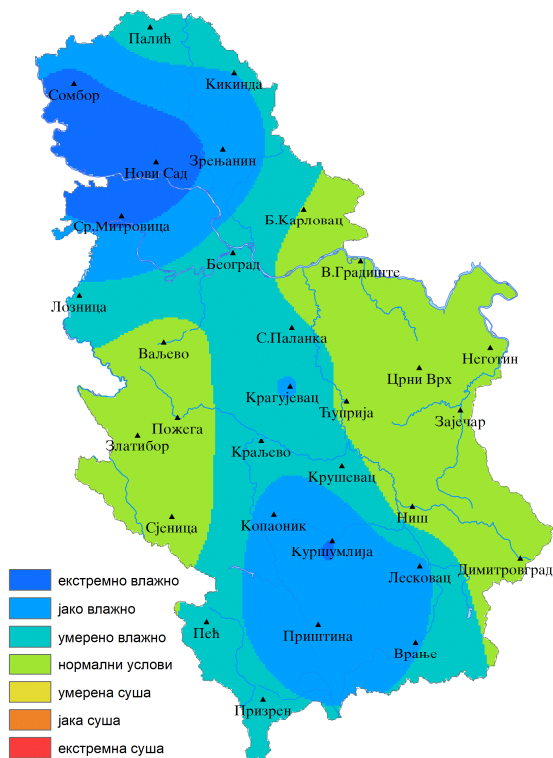 Палић
Кикинда
Сомбор
Зрењанин
Нови Сад
Б.Карловац
Ср.Митровица
Београд
В.Градиште
Лозница
С.Паланка
Ваљево
Неготин
Црни Врх
Крагујевац
Ћуприја
Зајечар
Пожега
Златибор
Краљево
Крушевац
Ниш
Сјеница
Копаоник
Куршумлија
Лесковац
Димитровград
Пећ
Приштина
Врање
Призрен
екстремно влажно
јако влажно
умерено влажно
нормални услови
умерена суша
јака суша
екстремна суша